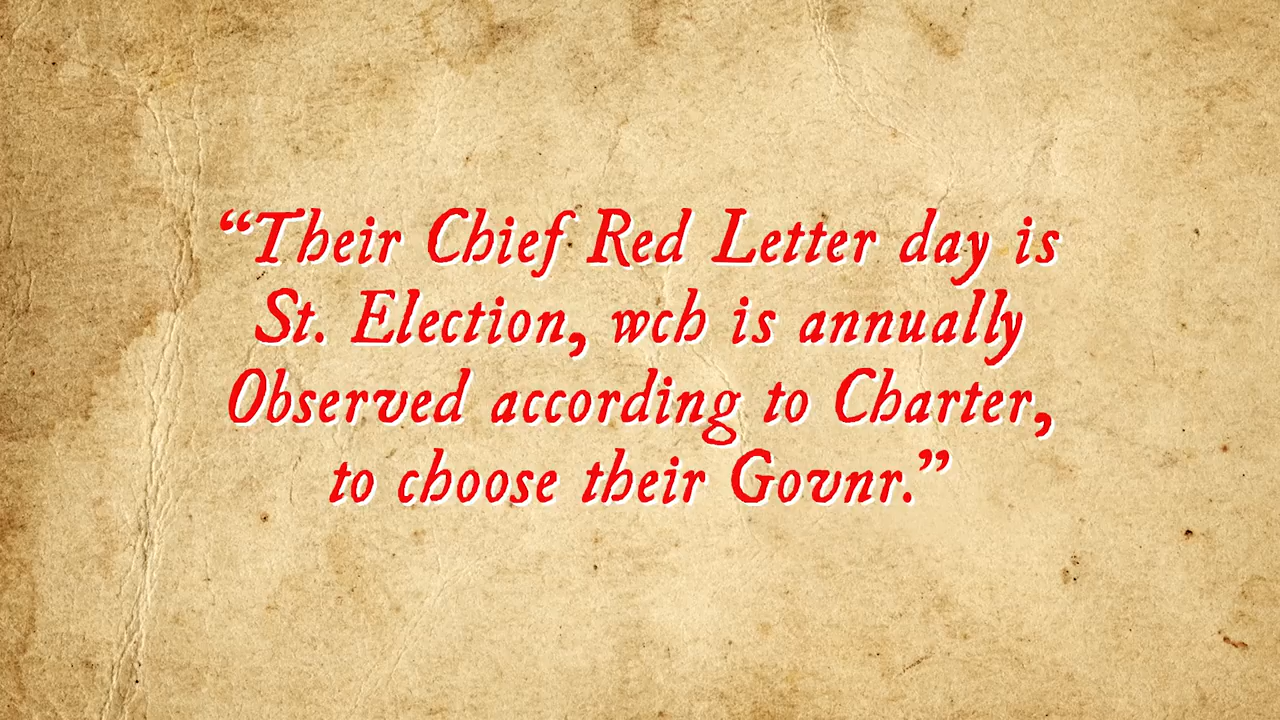 “Their Chief Red Letter day is
St. Election, wch is annually
Observed according to Charter,
to choose their Govnr.”